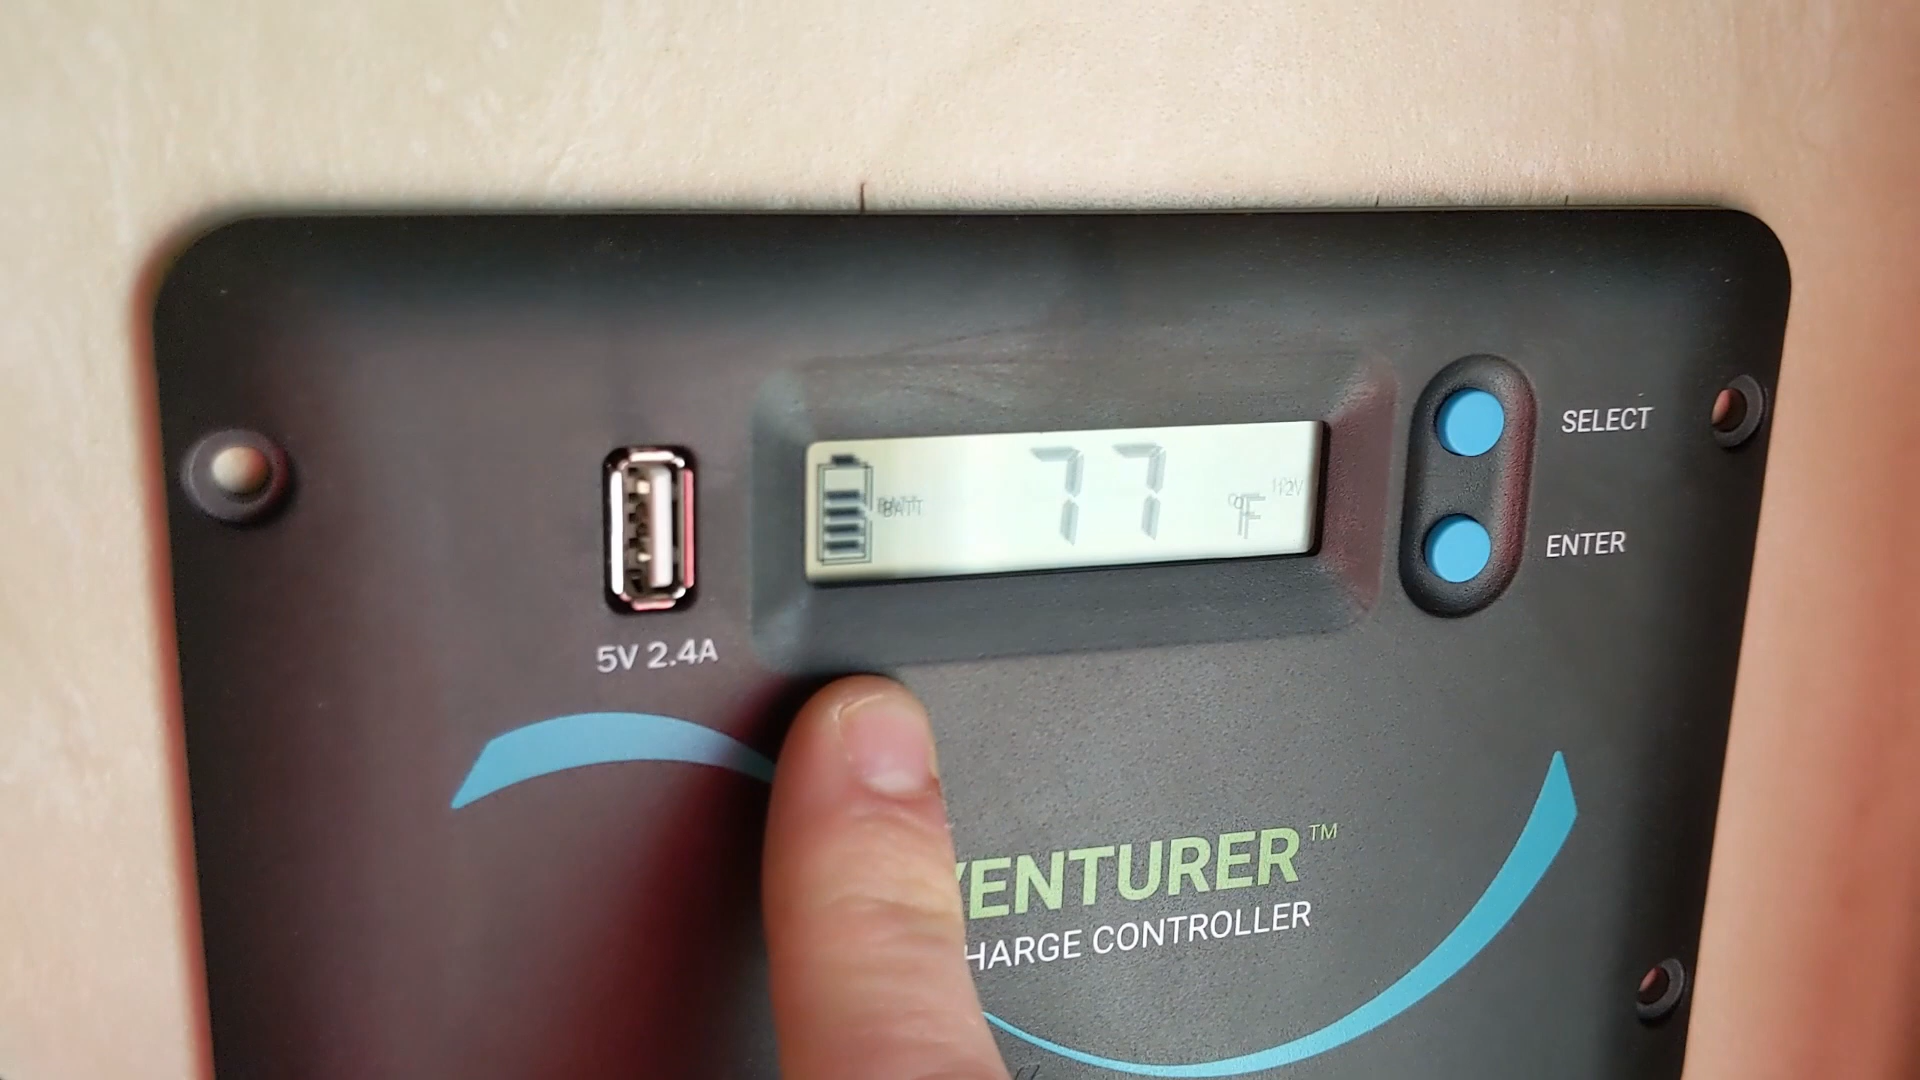 SELECT
77
BATT
°F
12V
ENTER
5V 2.4A
VENTURER™
HARGE CONTROLLER